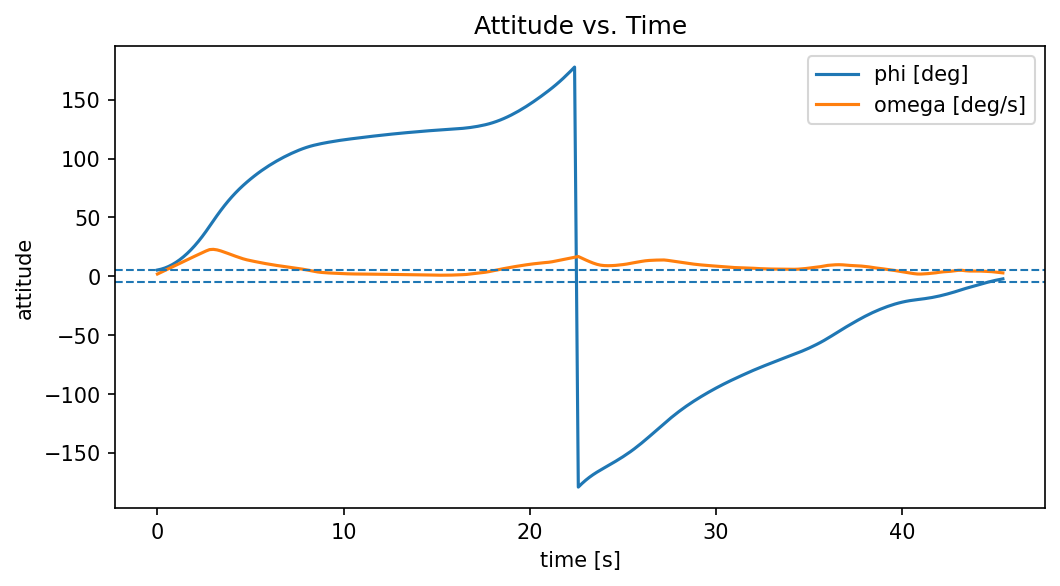 Attitude vs. Time
phi [deg]
omega [deg/s]
attitude
150
100
50
0
−50
−100
−150
0 10 20 30 40
time [s]